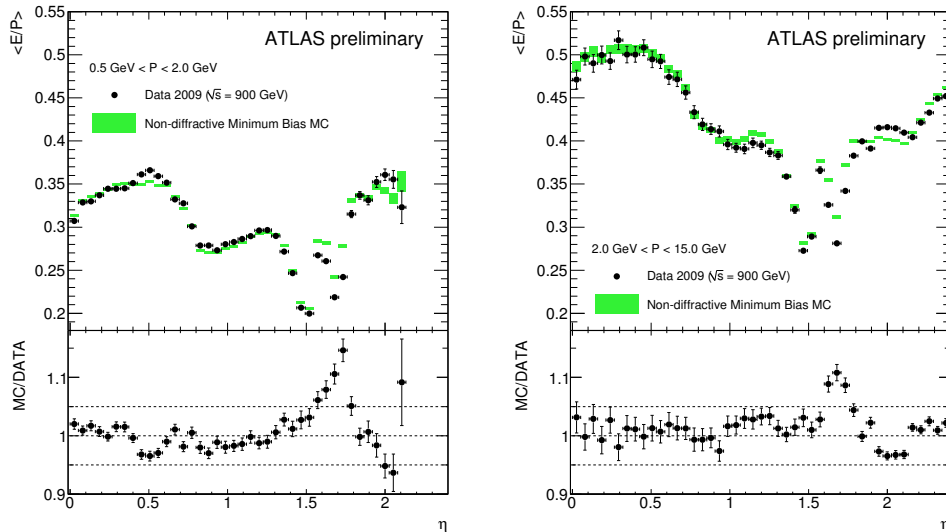 <E/P>
ATLAS preliminary
0.5 GeV < P < 2.0 GeV
Data 2009 (√s = 900 GeV)
Non-diffractive Minimum Bias MC
0.55
0.5
0.45
0.4
0.35
0.3
0.25
0.2
MC/DATA
1.1
1
0.9
0 0.5 1 1.5 2
η
<E/P>
ATLAS preliminary
0.55
0.5
0.45
0.4
0.35
0.3
0.25
0.2
2.0 GeV < P < 15.0 GeV
Data 2009 (√s = 900 GeV)
Non-diffractive Minimum Bias MC
MC/DATA
1.1
1
0.9
0 0.5 1 1.5 2
η